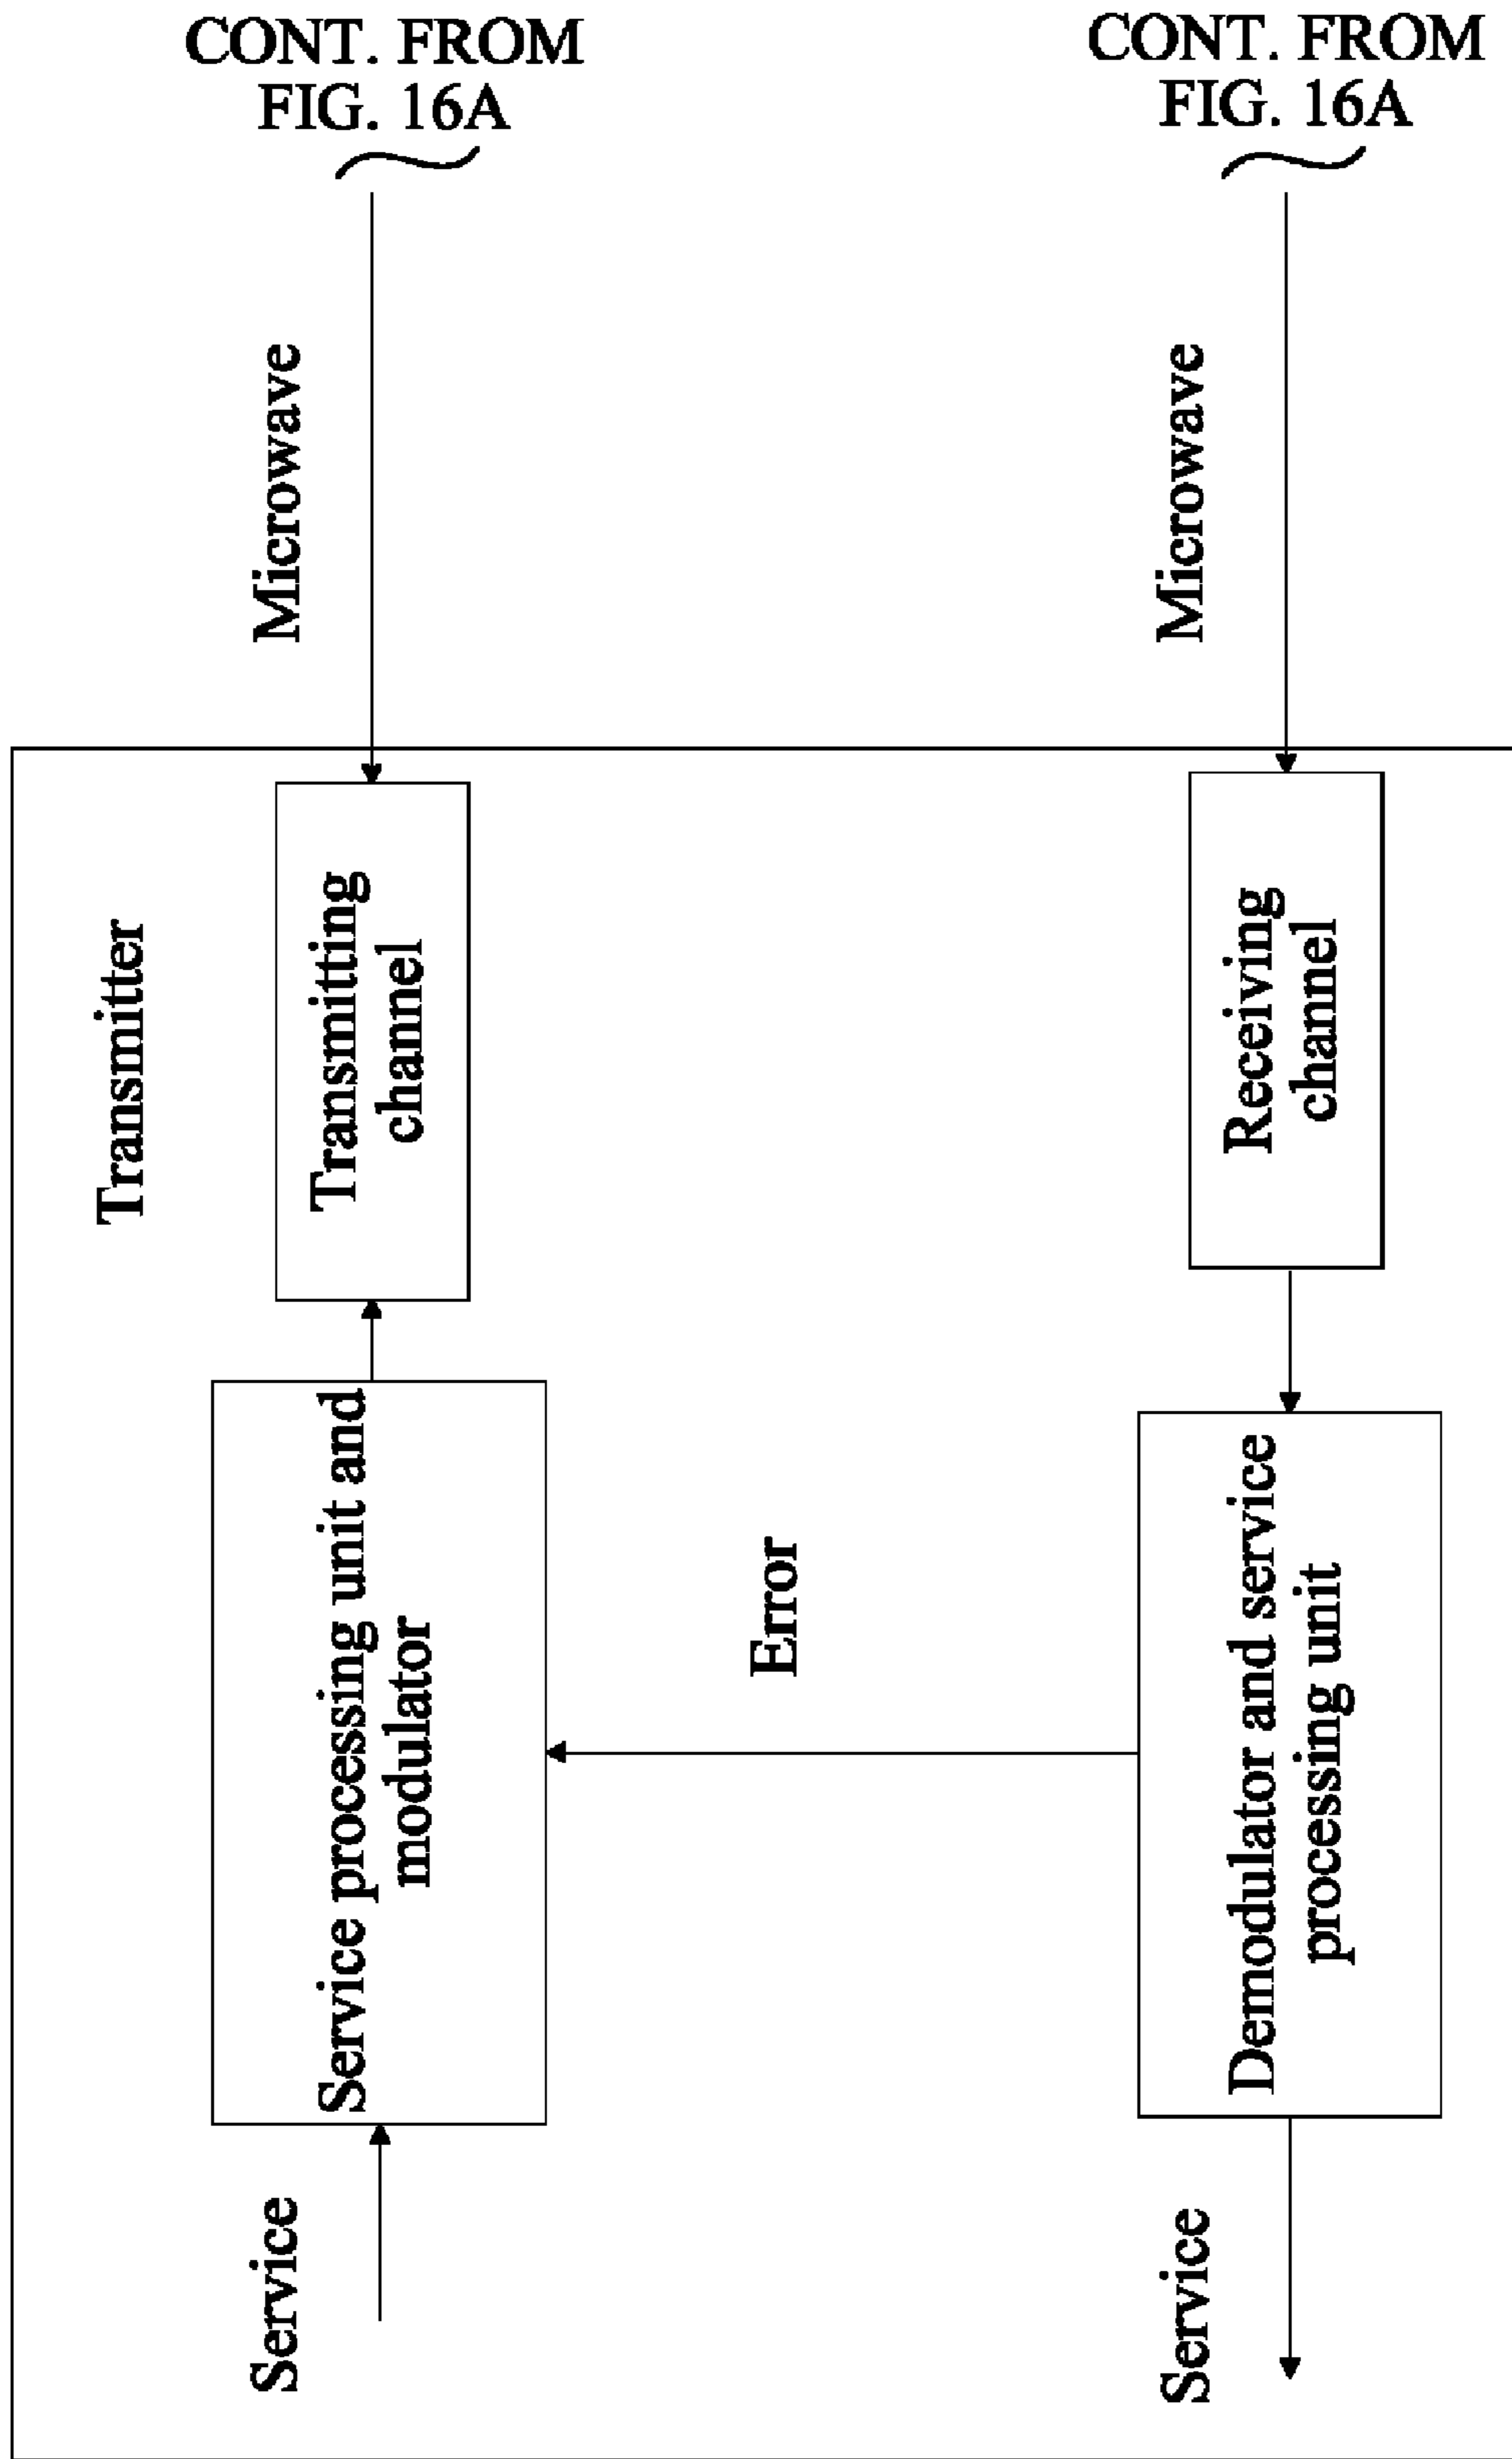 CONT. FROM
FIG. 16A
CONT. FROM
FIG. 16A
Microwave
Microwave
Transmitter
Transmitting
channel
Receiving
channel
Service processing unit and
modulator
Error
Demodulator and service
processing unit
Service
Service